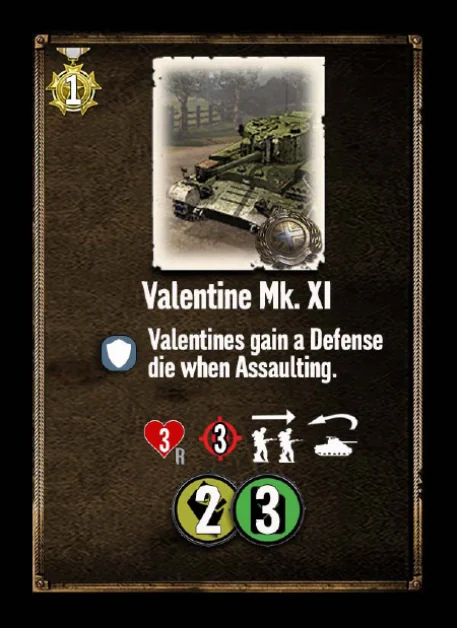 1
Valentine Mk. XI
Valentines gain a Defense
die when Assaulting.
3 R 3
2 3